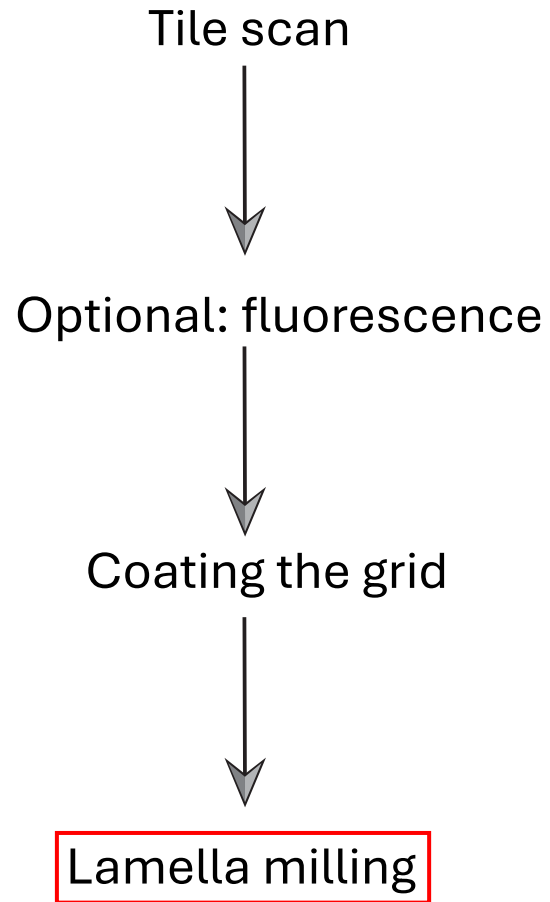 Tile scan
Optional: fluorescence
Coating the grid
Lamella milling